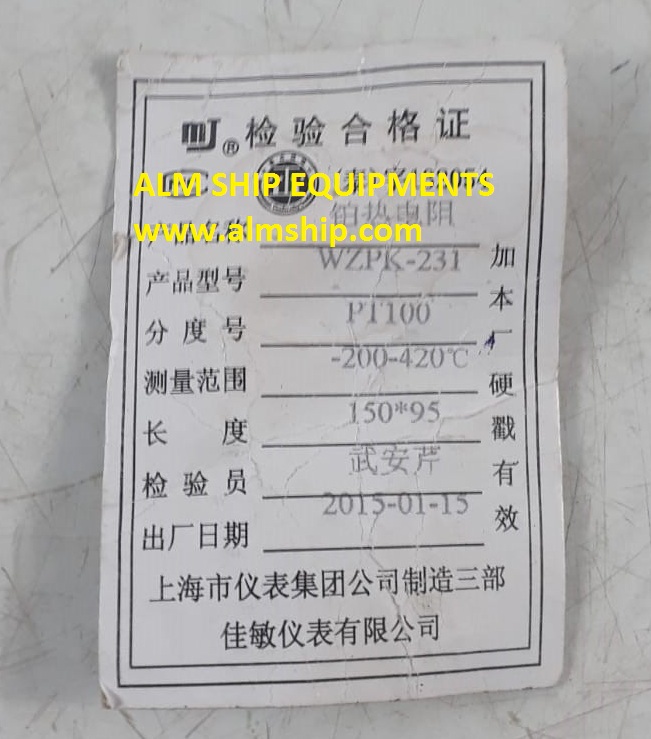 MJ® 检验合格证
ALM SHIP EQUIPMENTS
www.almship.com
铂热电阻
产品型号 WZPK-231
分度号 PT100
测量范围 -200-420℃
长度 150*95
检验员 武安芹
出厂日期 2015-01-15
加本厂硬戳有效
上海市仪表集团公司制造三部
佳敏仪表有限公司